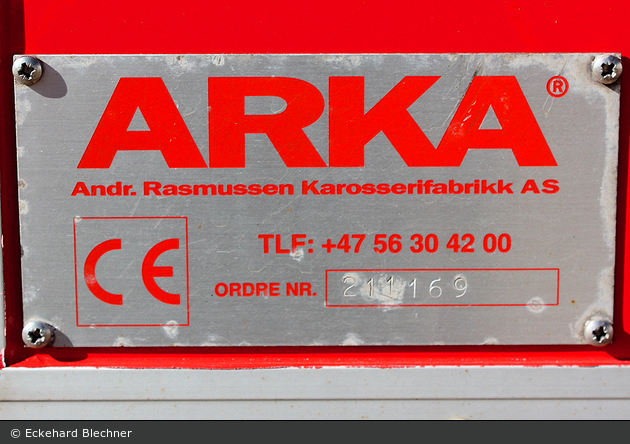 ARKA®
Andr. Rasmussen Karosserifabrikk AS
CE
TLF: +47 56 30 42 00
ORDRE NR. 211169
© Eckehard Blechner